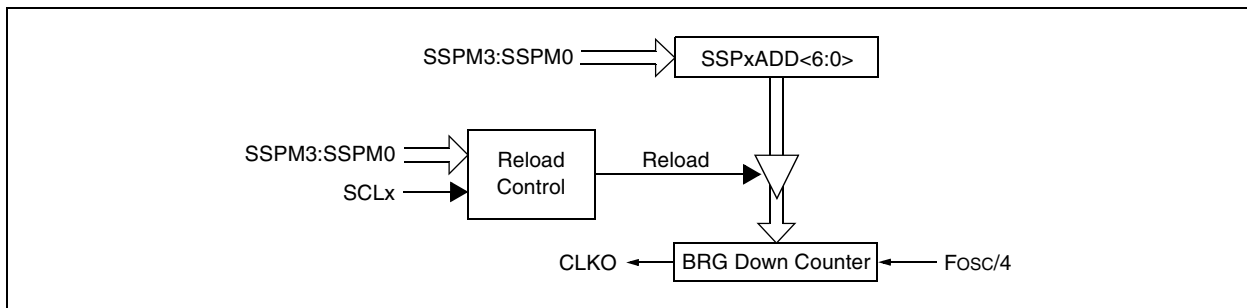 SSPM3:SSPM0
SSPxADD<6:0>
SSPM3:SSPM0
SCLx
Reload
Control
Reload
CLKO
BRG Down Counter
FOSC/4